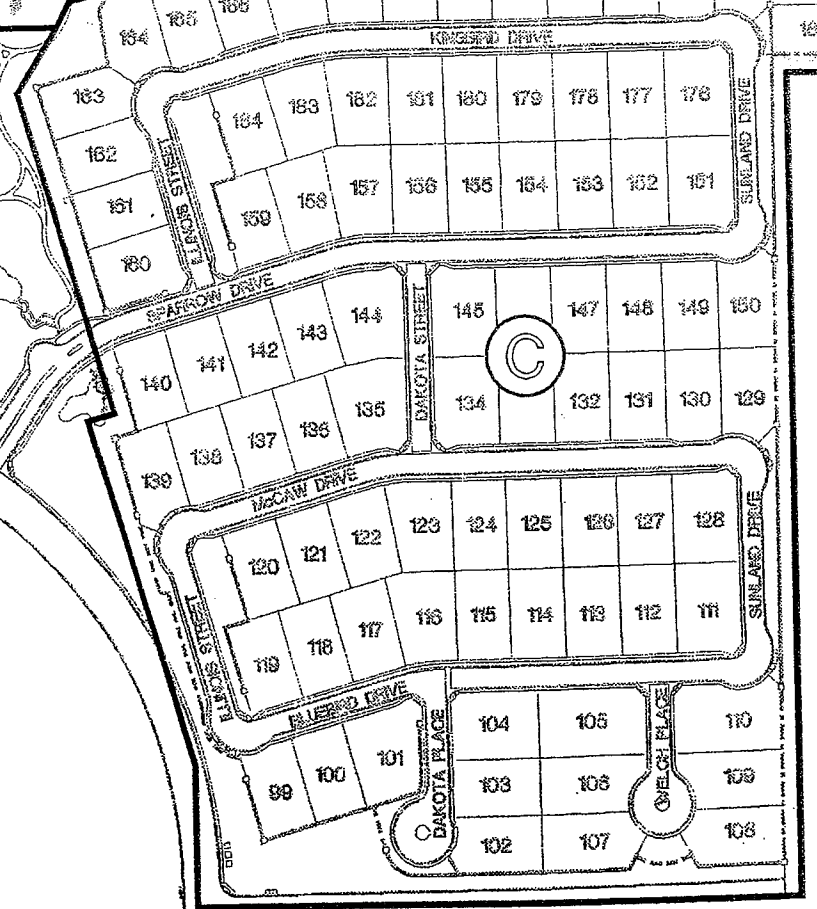 164 165 166
KINGBIRD DRIVE
163
184 183 182 181 180 179 178 177 176
SUNLAND DRIVE
162
ILLINOIS STREET
161
159 158 157 156 155 154 153 152 151
160
SPARROW DRIVE
144 145 147 148 149 150
143
142
141
140
DAKOTA STREET
C
139 138 137 136 135 134 132 131 130 129
McCAW DRIVE
120 121 122 123 124 125 126 127 128
SUNLAND DRIVE
ILLINOIS STREET
119 118 117 116 115 114 113 112 111
BLUEBIRD DRIVE
DAKOTA PLACE
WELCH PLACE
104 105 110
99 100 101
103 106 109
102 107 108